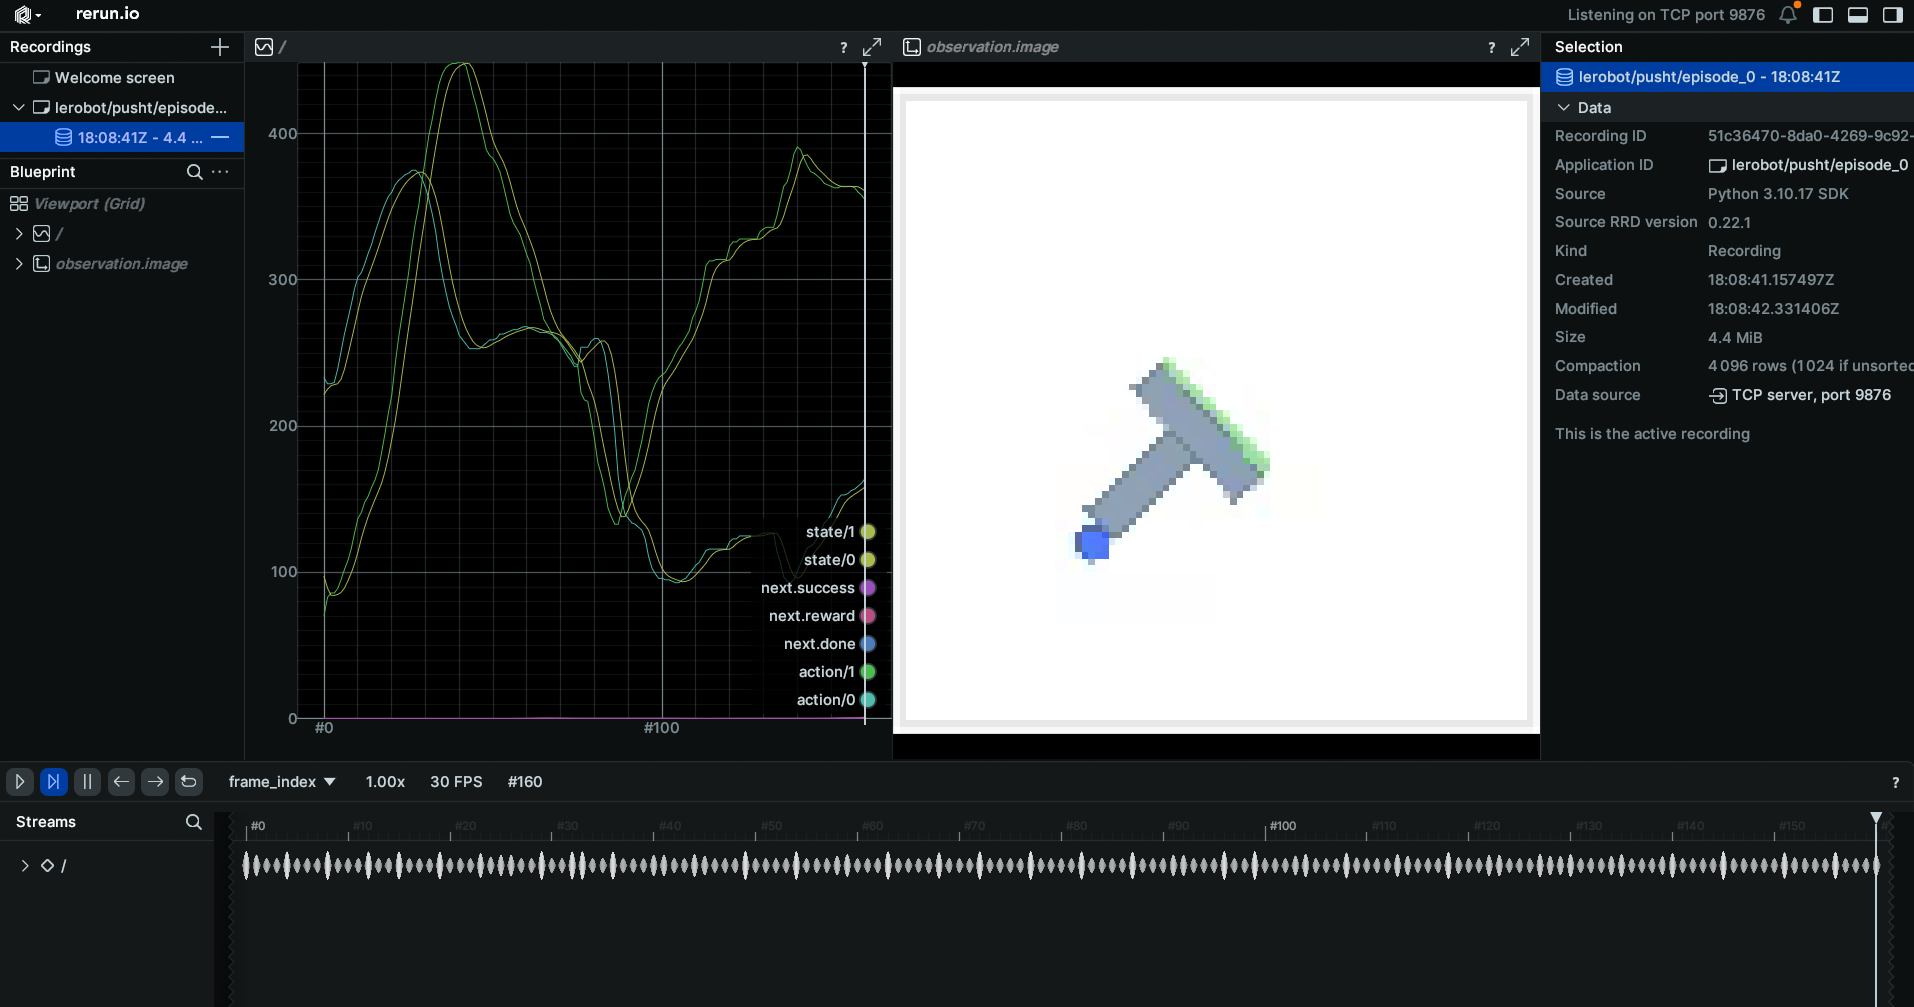 rerun.io
Listening on TCP port 9876
Recordings
Welcome screen
lerobot/pusht/episode...
18:08:41Z - 4.4 ...
Blueprint
Viewport (Grid)
/
observation.image
/
?
400
300
200
100
0
#0
#100
state/1
state/0
next.success
next.reward
next.done
action/1
action/0
observation.image
?
Selection
lerobot/pusht/episode_0 - 18:08:41Z
Data
Recording ID 51c36470-8da0-4269-9c92-
Application ID lerobot/pusht/episode_0
Source Python 3.10.17 SDK
Source RRD version 0.22.1
Kind Recording
Created 18:08:41.157497Z
Modified 18:08:42.331406Z
Size 4.4 MiB
Compaction 4 096 rows (1 024 if unsorted
Data source TCP server, port 9876
This is the active recording
frame_index 1.00x 30 FPS #160
?
Streams
/
#0 #10 #20 #30 #40 #50 #60 #70 #80 #90 #100 #110 #120 #130 #140 #150